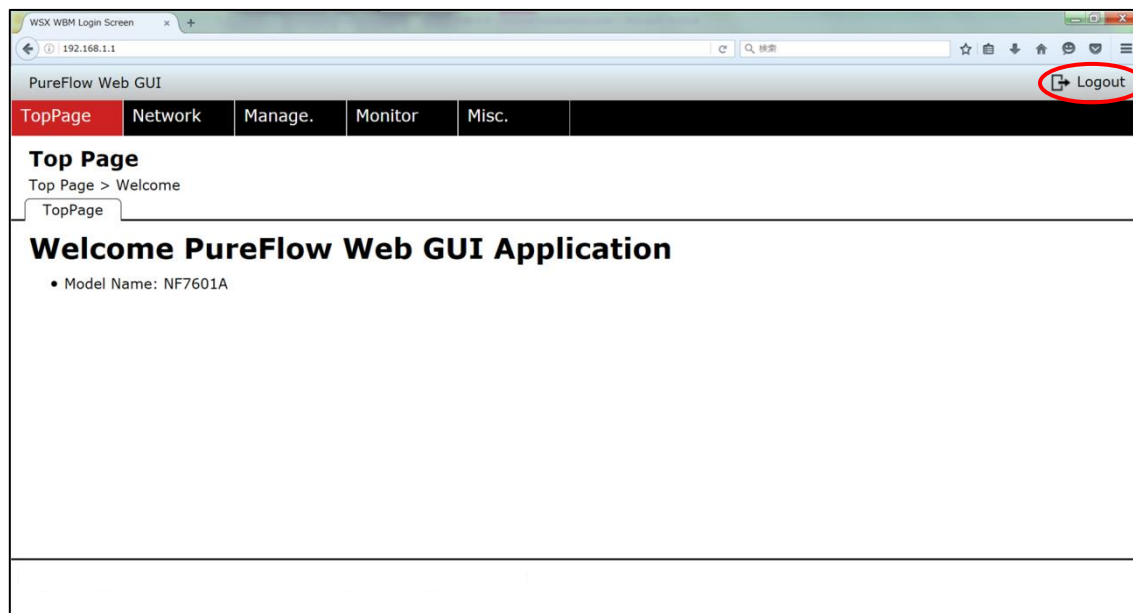 WSX WBM Login Screen
192.168.1.1
検索
PureFlow Web GUI
Logout
TopPage Network Manage. Monitor Misc.
Top Page
Top Page > Welcome
TopPage
Welcome PureFlow Web GUI Application
• Model Name: NF7601A